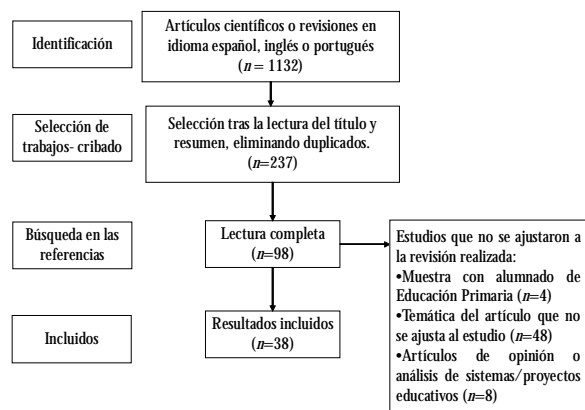 Identificación
Artículos científicos o revisiones en
idioma español, inglés o portugués
(n = 1132)
Selección de
trabajos- cribado
Selección tras la lectura del título y
resumen, eliminando duplicados.
(n=237)
Búsqueda en las
referencias
Lectura completa
(n=98)
Estudios que no se ajustaron a
la revisión realizada:
•Muestra con alumnado de
Educación Primaria (n=4)
•Temática del artículo que no
se ajusta al estudio (n=48)
•Artículos de opinión o
análisis de sistemas/proyectos
educativos (n=8)
Incluidos
Resultados incluidos
(n=38)